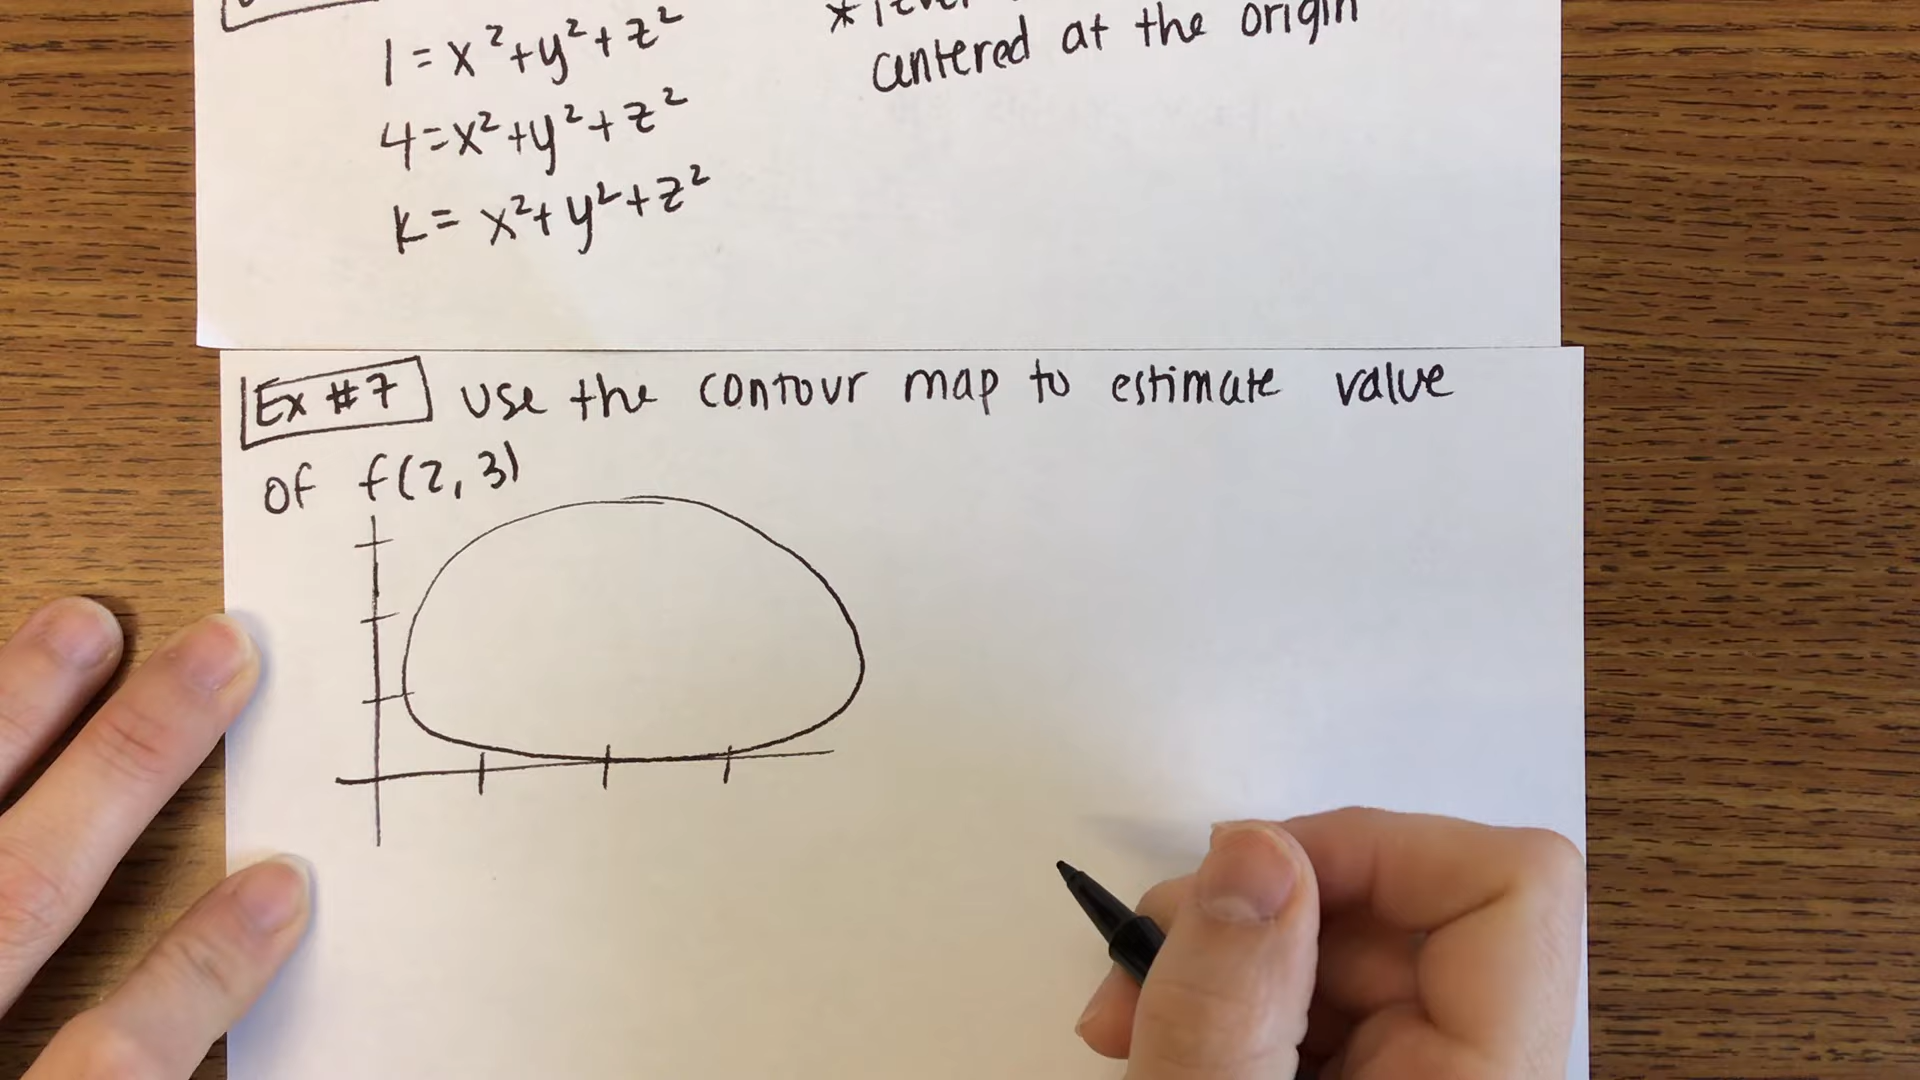 1 = x² + y² + z²
4 = x² + y² + z²
k = x² + y² + z²
*
centered at the origin
Ex #7 use the contour map to estimate value
of f(2, 3)